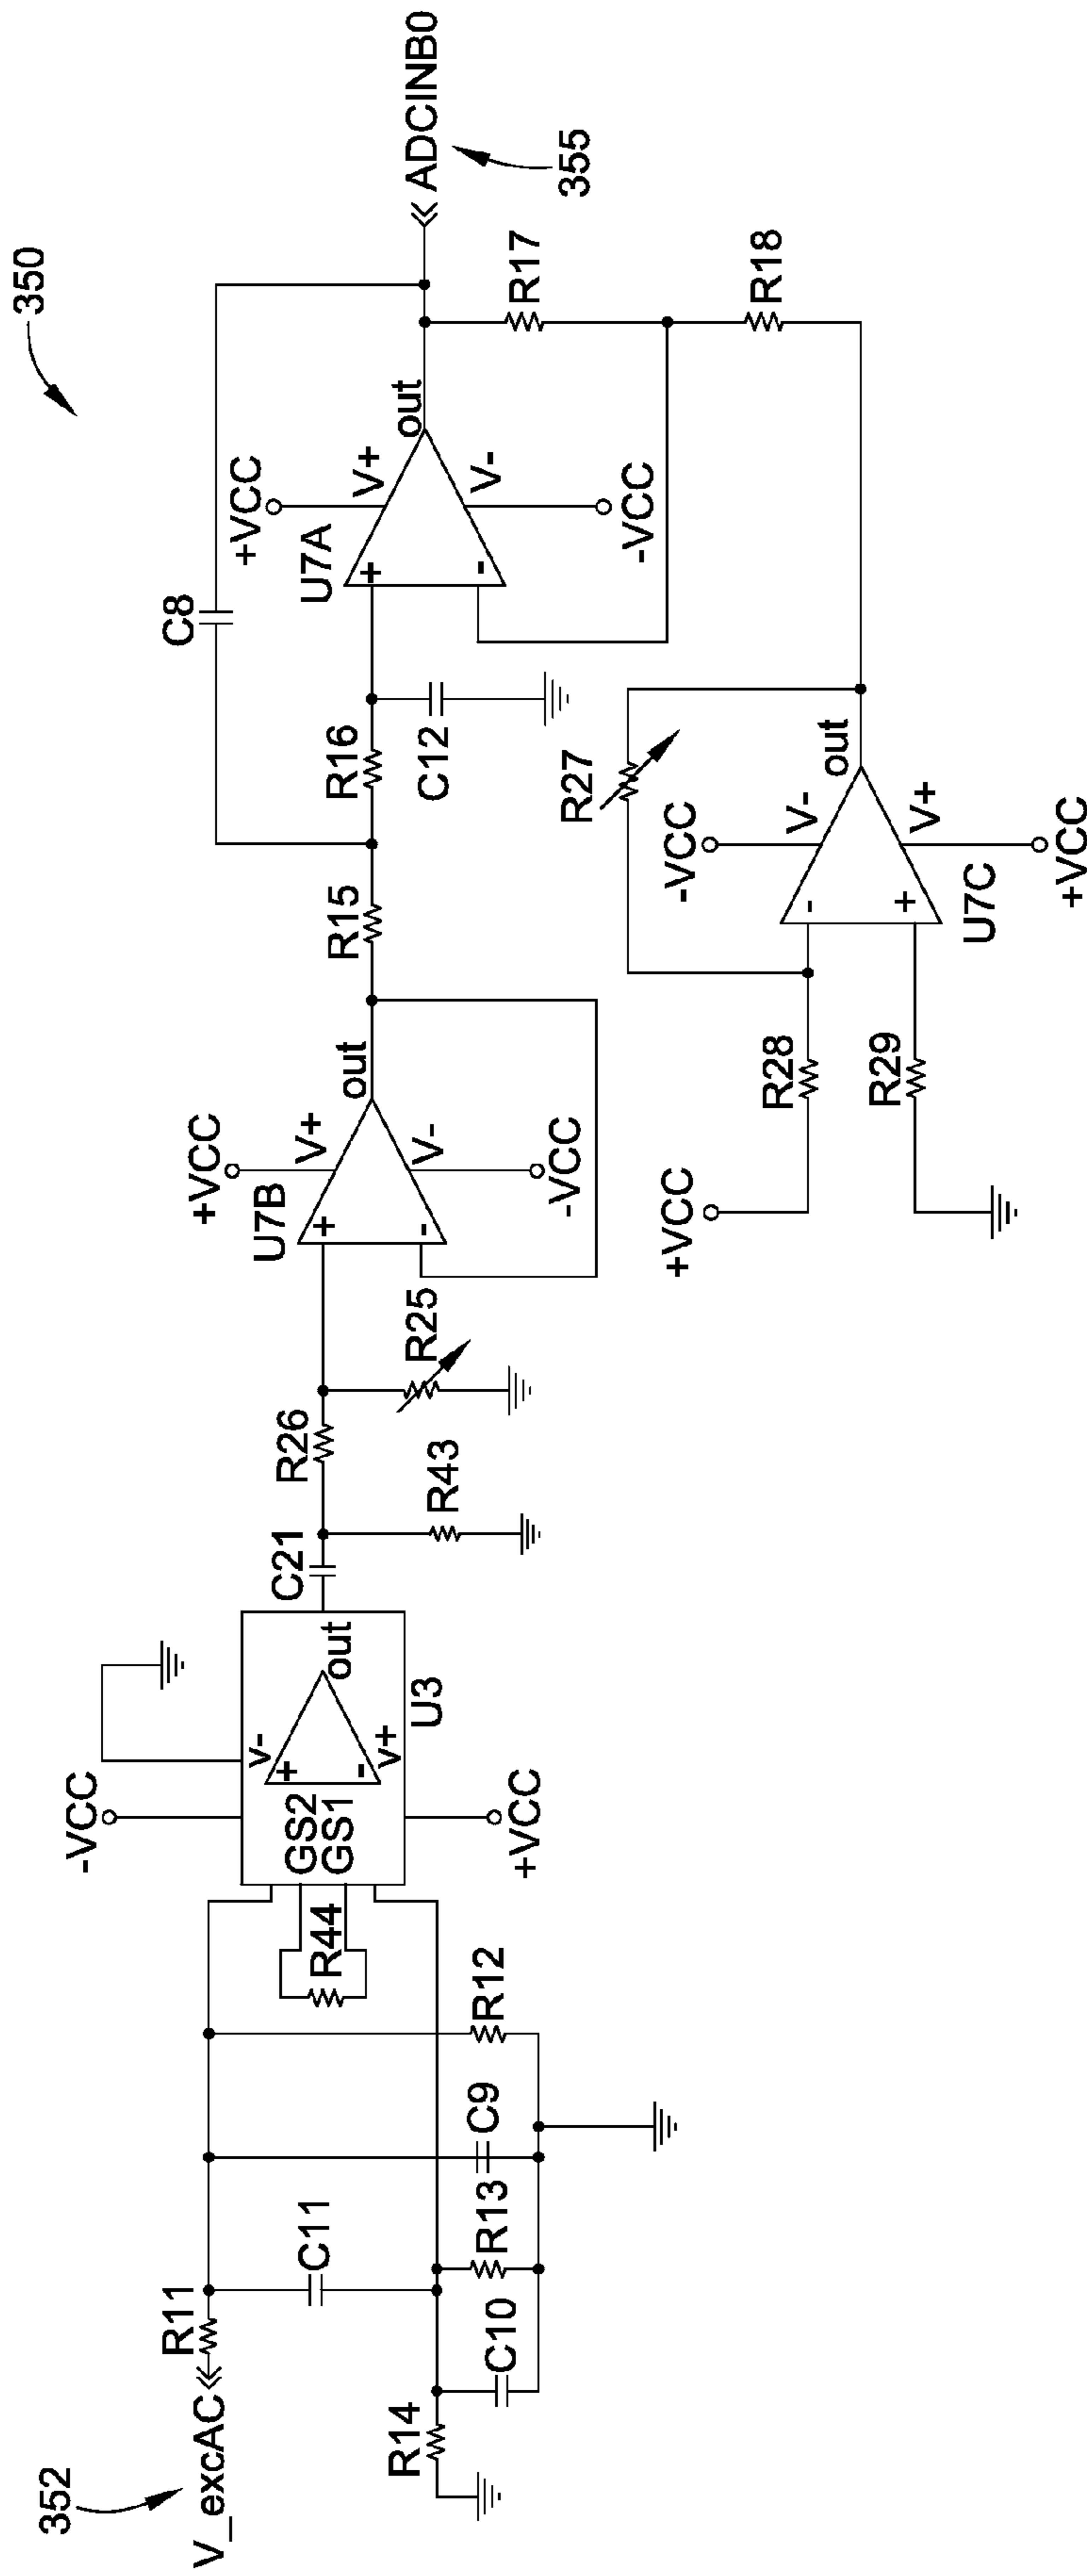 350
352
V_excAC
R11
C11
R14
C10
R13
C9
R12
R44
GS2
GS1
-VCC
v-
+
-
v+
out
U3
+VCC
C21
R43
R26
R25
+VCC
U7B
V+
+
-
out
V-
-VCC
R15
R16
C8
C12
+VCC
U7A
V+
+
-
out
V-
-VCC
ADCINB0
355
R17
R18
R27
-VCC
V-
out
-
+
V+
U7C
+VCC
R28
R29
+VCC